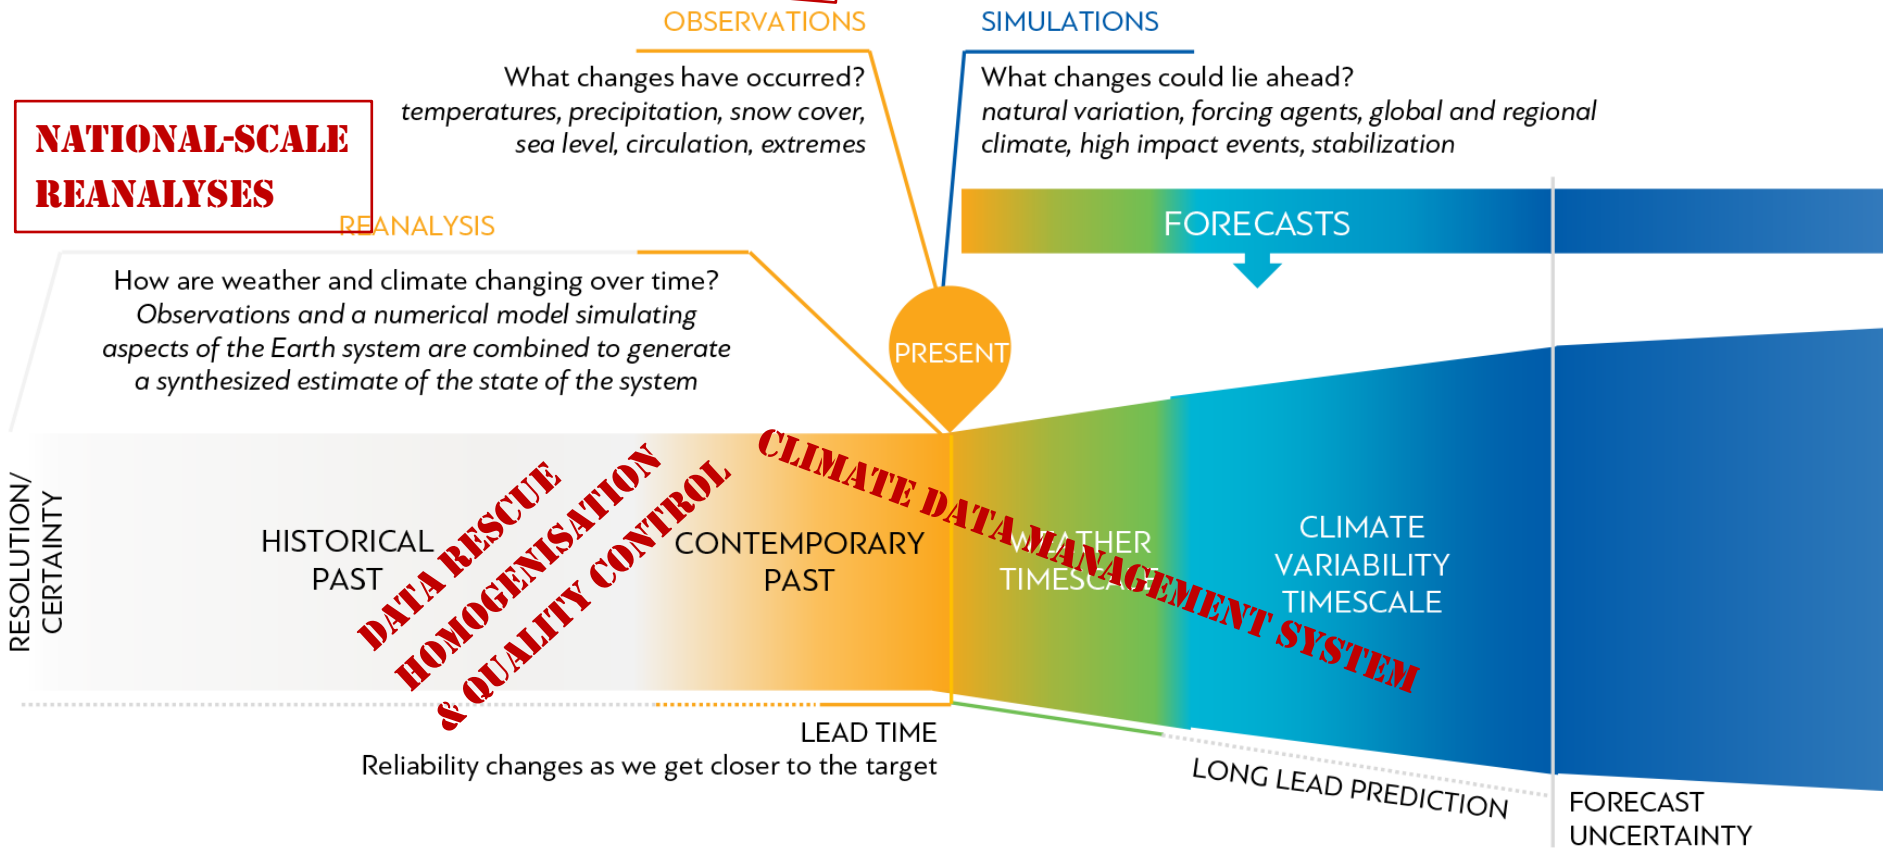 OBSERVATIONS
What changes have occurred?
temperatures, precipitation, snow cover,
sea level, circulation, extremes
SIMULATIONS
What changes could lie ahead?
natural variation, forcing agents, global and regional
climate, high impact events, stabilization
NATIONAL-SCALE
REANALYSES
REANALYSIS
How are weather and climate changing over time?
Observations and a numerical model simulating
aspects of the Earth system are combined to generate
a synthesized estimate of the state of the system
FORECASTS
PRESENT
RESOLUTION/
CERTAINTY
HISTORICAL
PAST
DATA RESCUE
HOMOGENISATION
& QUALITY CONTROL
CONTEMPORARY
PAST
CLIMATE DATA MANAGEMENT SYSTEM
WEATHER
TIMESCALE
CLIMATE
VARIABILITY
TIMESCALE
LEAD TIME
Reliability changes as we get closer to the target
LONG LEAD PREDICTION
FORECAST
UNCERTAINTY